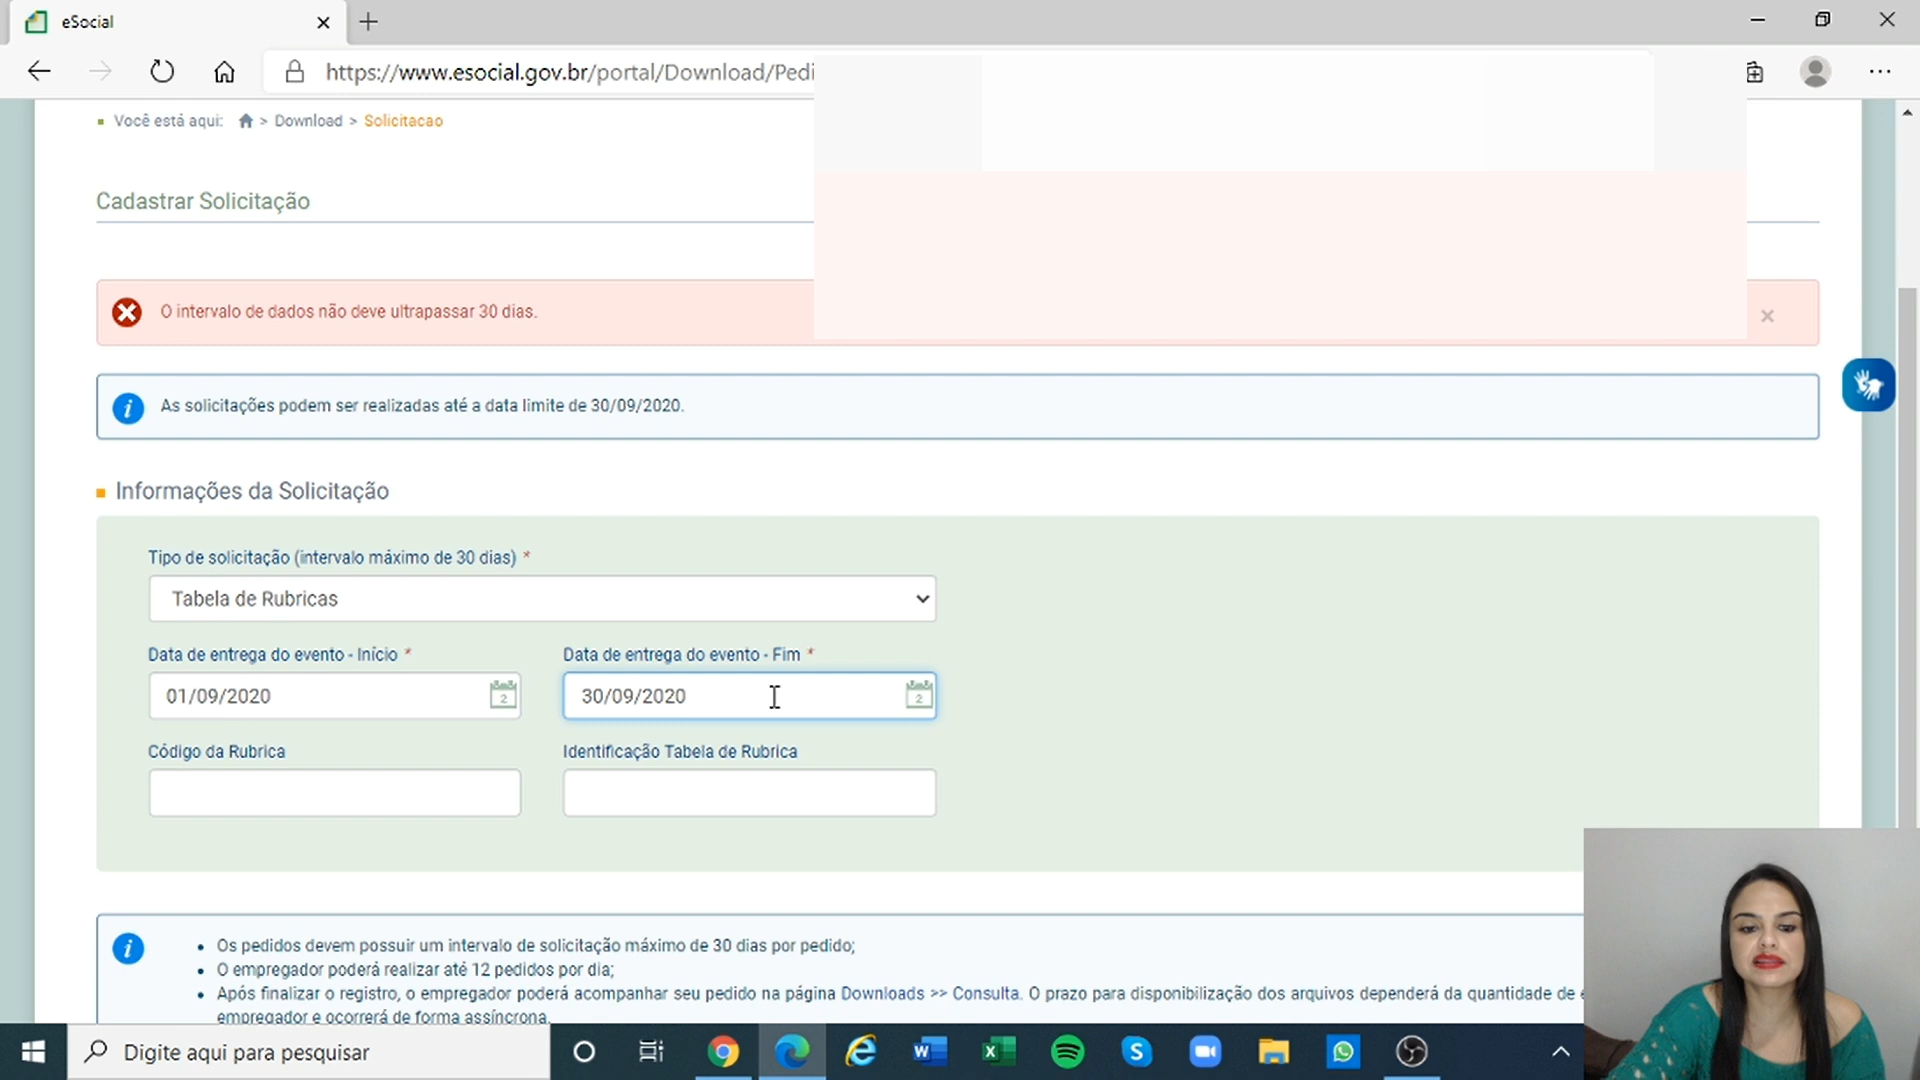 eSocial
https://www.esocial.gov.br/portal/Download/Pedi
Você está aqui: > Download > Solicitacao
Cadastrar Solicitação
O intervalo de dados não deve ultrapassar 30 dias.
As solicitações podem ser realizadas até a data limite de 30/09/2020.
Informações da Solicitação
Tipo de solicitação (intervalo máximo de 30 dias) *
Tabela de Rubricas
Data de entrega do evento - Início * Data de entrega do evento - Fim *
01/09/2020 30/09/2020
Código da Rubrica Identificação Tabela de Rubrica
Os pedidos devem possuir um intervalo de solicitação máximo de 30 dias por pedido;
O empregador poderá realizar até 12 pedidos por dia;
Após finalizar o registro, o empregador poderá acompanhar seu pedido na página Downloads >> Consulta. O prazo para disponibilização dos arquivos dependerá da quantidade de
empregador e ocorrerá de forma assíncrona.
Digite aqui para pesquisar